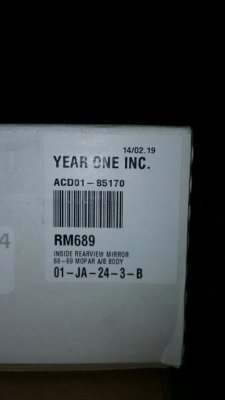 14/02.19
YEAR ONE INC.
ACD01-85170
4
RM689
INSIDE REARVIEW MIRROR
68-69 MOPAR A/B BODY
01-JA-24-3-B